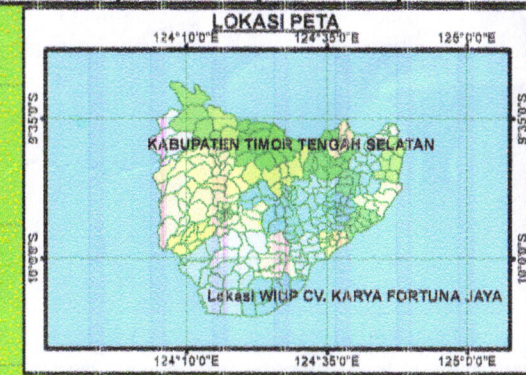 LOKASI PETA
124°10'0"E 124°35'0"E 125°0'0"E
9°35'0"S 9°35'0"S
KABUPATEN TIMOR TENGAH SELATAN
10°0'0"S 10°0'0"S
Lokasi WIUP CV. KARYA FORTUNA JAYA
124°10'0"E 124°35'0"E 125°0'0"E